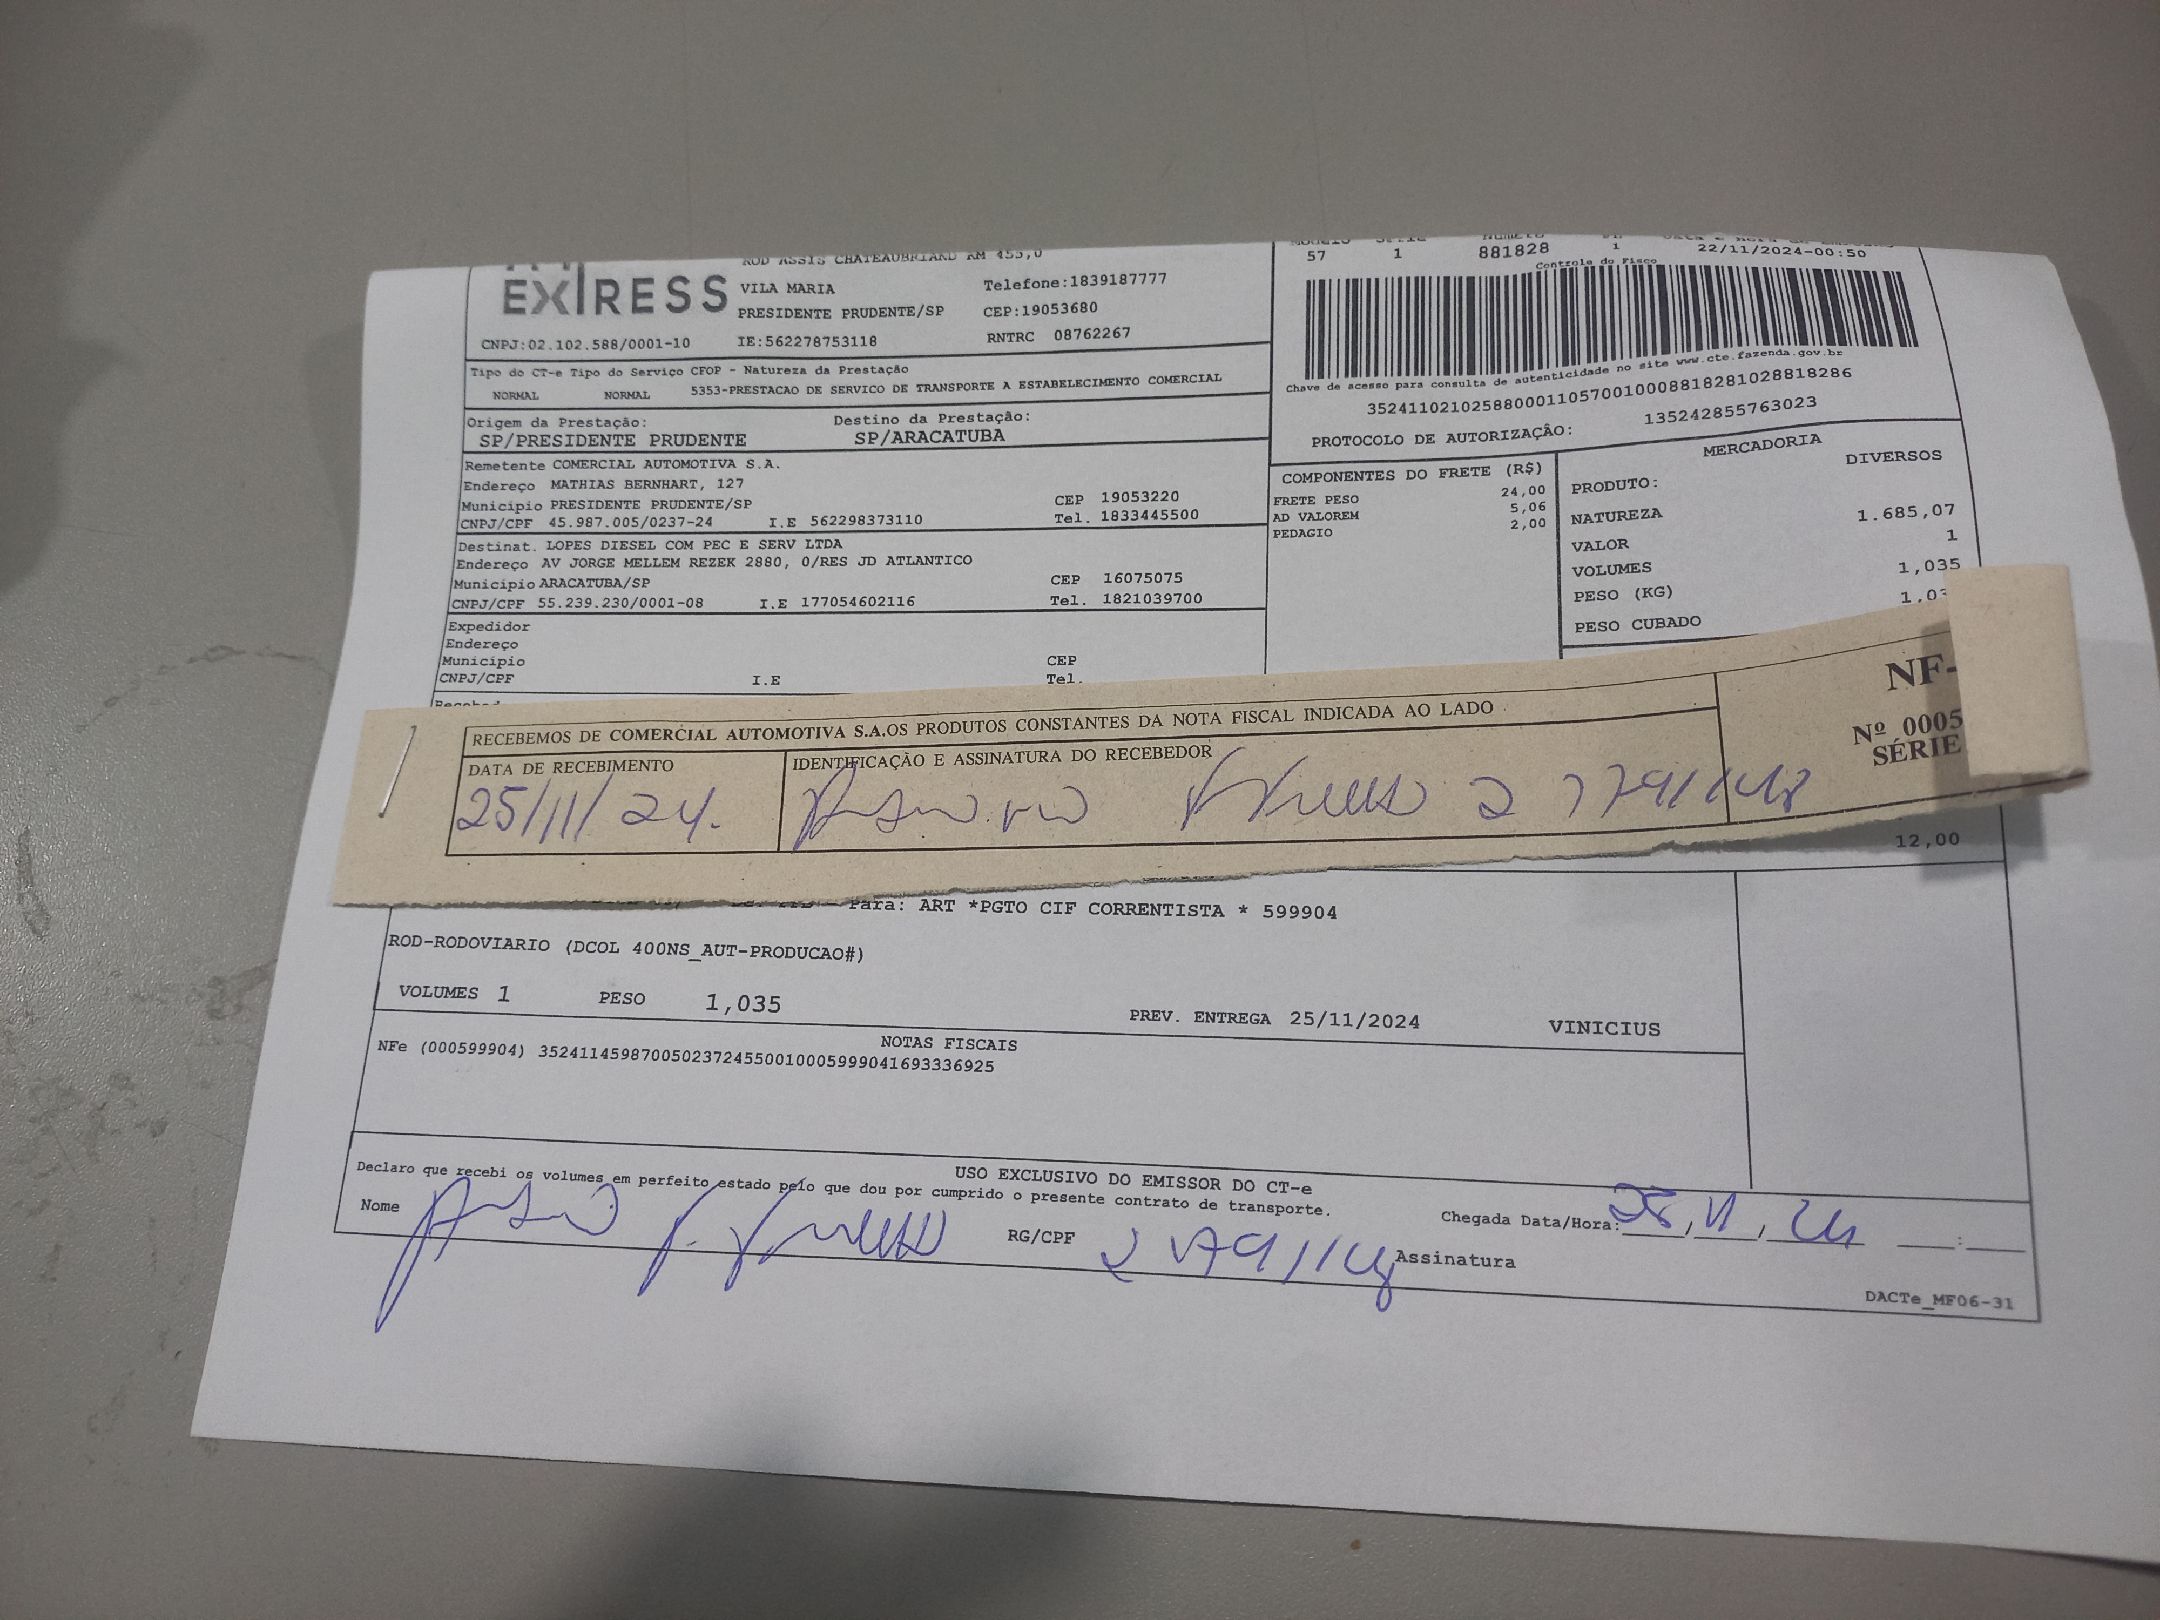 EXPRESS
ROD ASSIS CHATEAUBRIAND KM 455,0
VILA MARIA Telefone:1839187777
PRESIDENTE PRUDENTE/SP CEP:19053680
CNPJ:02.102.588/0001-10 IE:562278753118 RNTRC 08762267
57 1 881828 1 22/11/2024-00:50
Controle do Fisco
Chave de acesso para consulta de autenticidade no site www.cte.fazenda.gov.br
35241102102588000110570010008818281028818286
PROTOCOLO DE AUTORIZAÇÂO: 135242855763023
Tipo do CT-e Tipo do Serviço CFOP - Natureza da Prestação
NORMAL NORMAL 5353-PRESTACAO DE SERVICO DE TRANSPORTE A ESTABELECIMENTO COMERCIAL
Origem da Prestação: Destino da Prestação:
SP/PRESIDENTE PRUDENTE SP/ARACATUBA
Remetente COMERCIAL AUTOMOTIVA S.A.
Endereço MATHIAS BERNHART, 127
Municipio PRESIDENTE PRUDENTE/SP CEP 19053220
CNPJ/CPF 45.987.005/0237-24 I.E 562298373110 Tel. 1833445500
Destinat. LOPES DIESEL COM PEC E SERV LTDA
Endereço AV JORGE MELLEM REZEK 2880, 0/RES JD ATLANTICO
Município ARACATUBA/SP CEP 16075075
CNPJ/CPF 55.239.230/0001-08 I.E 177054602116 Tel. 1821039700
Expedidor
Endereço
Município CEP
CNPJ/CPF I.E Tel.
COMPONENTES DO FRETE (R$)
FRETE PESO 24,00
AD VALOREM 5,06
PEDAGIO 2,00
MERCADORIA
PRODUTO: DIVERSOS
NATUREZA
VALOR 1.685,07
VOLUMES 1
PESO (KG) 1,035
PESO CUBADO 1,03
RECEBEMOS DE COMERCIAL AUTOMOTIVA S.A.OS PRODUTOS CONSTANTES DA NOTA FISCAL INDICADA AO LADO
DATA DE RECEBIMENTO IDENTIFICAÇÃO E ASSINATURA DO RECEBEDOR
25/11/24.
NF-
Nº 0005
SÉRIE
12,00
Para: ART *PGTO CIF CORRENTISTA * 599904
ROD-RODOVIARIO (DCOL 400NS_AUT-PRODUCAO#)
VOLUMES 1 PESO 1,035 PREV. ENTREGA 25/11/2024 VINICIUS
NOTAS FISCAIS
NFe (000599904) 35241145987005023724550010005999041693336925
USO EXCLUSIVO DO EMISSOR DO CT-e
Declaro que recebi os volumes em perfeito estado pelo que dou por cumprido o presente contrato de transporte.
Nome RG/CPF Assinatura Chegada Data/Hora: 25, 11, 24 :
DACTe_MF06-31